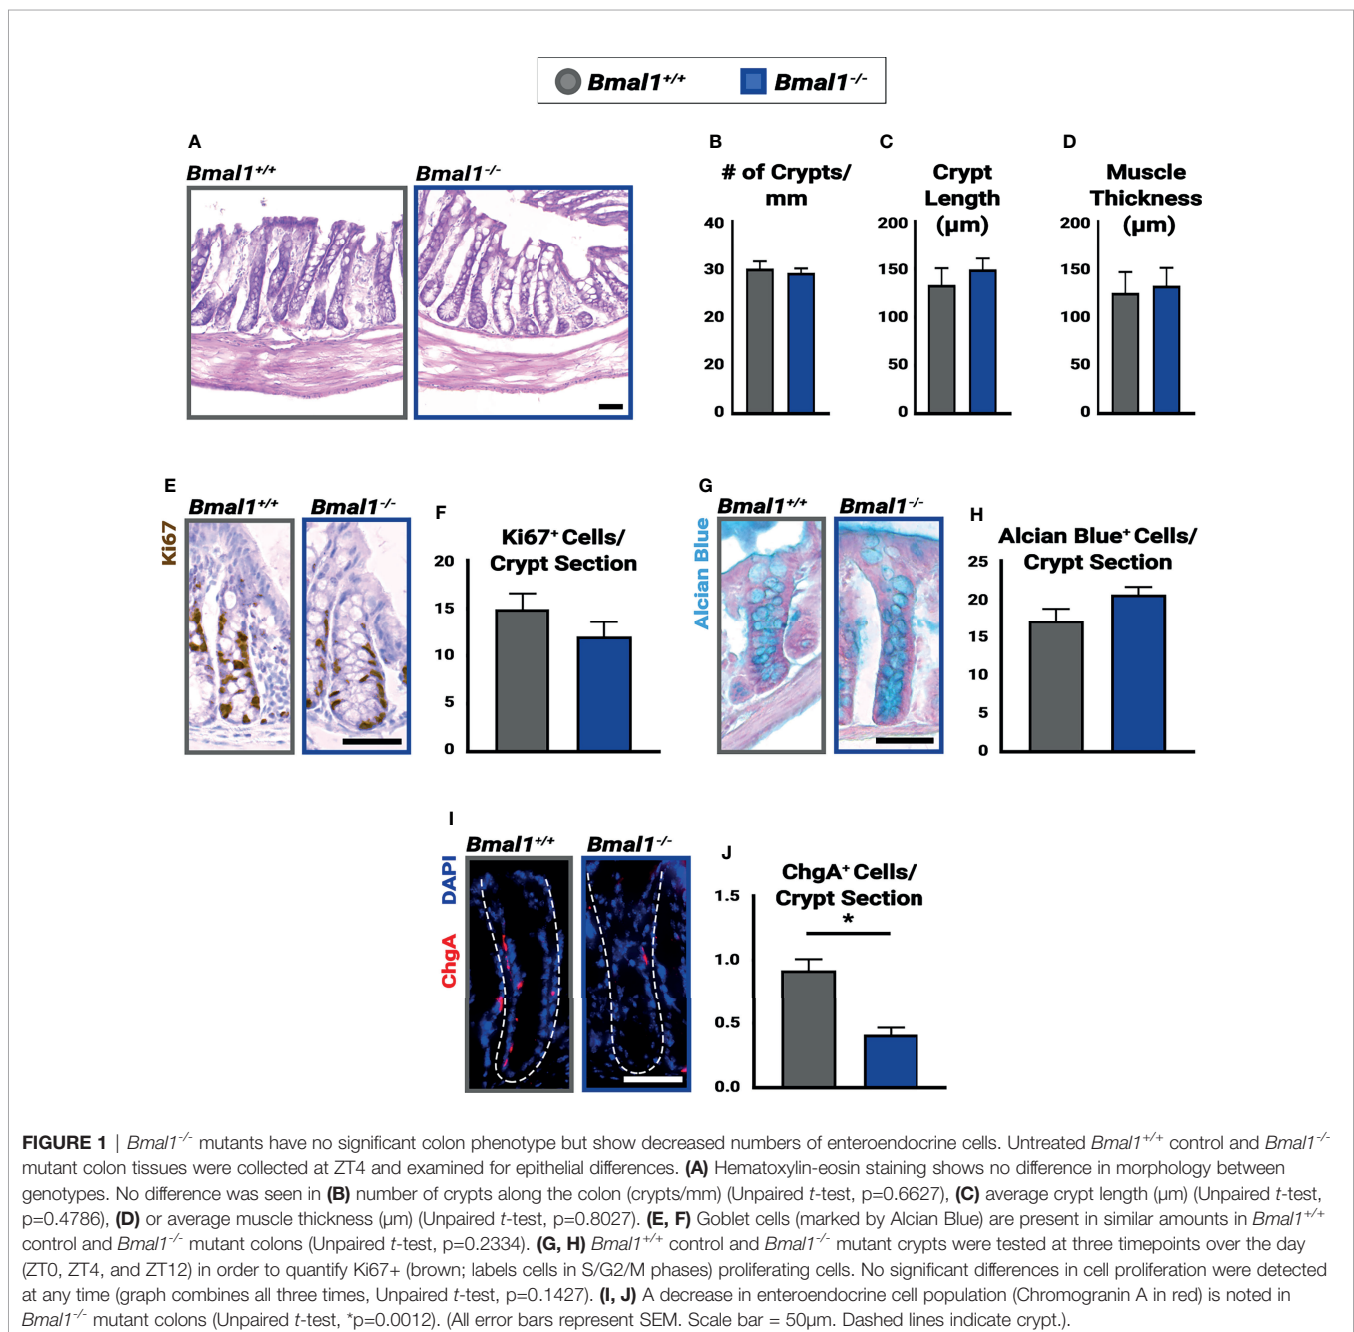 Bmal1+/+ Bmal1-/-
A
Bmal1+/+ Bmal1-/-
B
# of Crypts/
mm
40
30
20
20
0
C
Crypt
Length
(µm)
200
150
100
50
0
D
Muscle
Thickness
(µm)
200
150
100
50
0
E
Bmal1+/+ Bmal1-/-
Ki67
F
Ki67+ Cells/
Crypt Section
20
15
10
5
0
G
Bmal1+/+ Bmal1-/-
Alcian Blue
H
Alcian Blue+ Cells/
Crypt Section
25
20
15
10
5
0
I
Bmal1+/+ Bmal1-/-
ChgA DAPI
J
ChgA+ Cells/
Crypt Section
*
1.5
1.0
0.5
0.0
FIGURE 1 | Bmal1-/- mutants have no significant colon phenotype but show decreased numbers of enteroendocrine cells. Untreated Bmal1+/+ control and Bmal1-/-
mutant colon tissues were collected at ZT4 and examined for epithelial differences. (A) Hematoxylin-eosin staining shows no difference in morphology between
genotypes. No difference was seen in (B) number of crypts along the colon (crypts/mm) (Unpaired t-test, p=0.6627), (C) average crypt length (µm) (Unpaired t-test,
p=0.4786), (D) or average muscle thickness (µm) (Unpaired t-test, p=0.8027). (E, F) Goblet cells (marked by Alcian Blue) are present in similar amounts in Bmal1+/+
control and Bmal1-/- mutant colons (Unpaired t-test, p=0.2334). (G, H) Bmal1+/+ control and Bmal1-/- mutant crypts were tested at three timepoints over the day
(ZT0, ZT4, and ZT12) in order to quantify Ki67+ (brown; labels cells in S/G2/M phases) proliferating cells. No significant differences in cell proliferation were detected
at any time (graph combines all three times, Unpaired t-test, p=0.1427). (I, J) A decrease in enteroendocrine cell population (Chromogranin A in red) is noted in
Bmal1-/- mutant colons (Unpaired t-test, *p=0.0012). (All error bars represent SEM. Scale bar = 50µm. Dashed lines indicate crypt.).